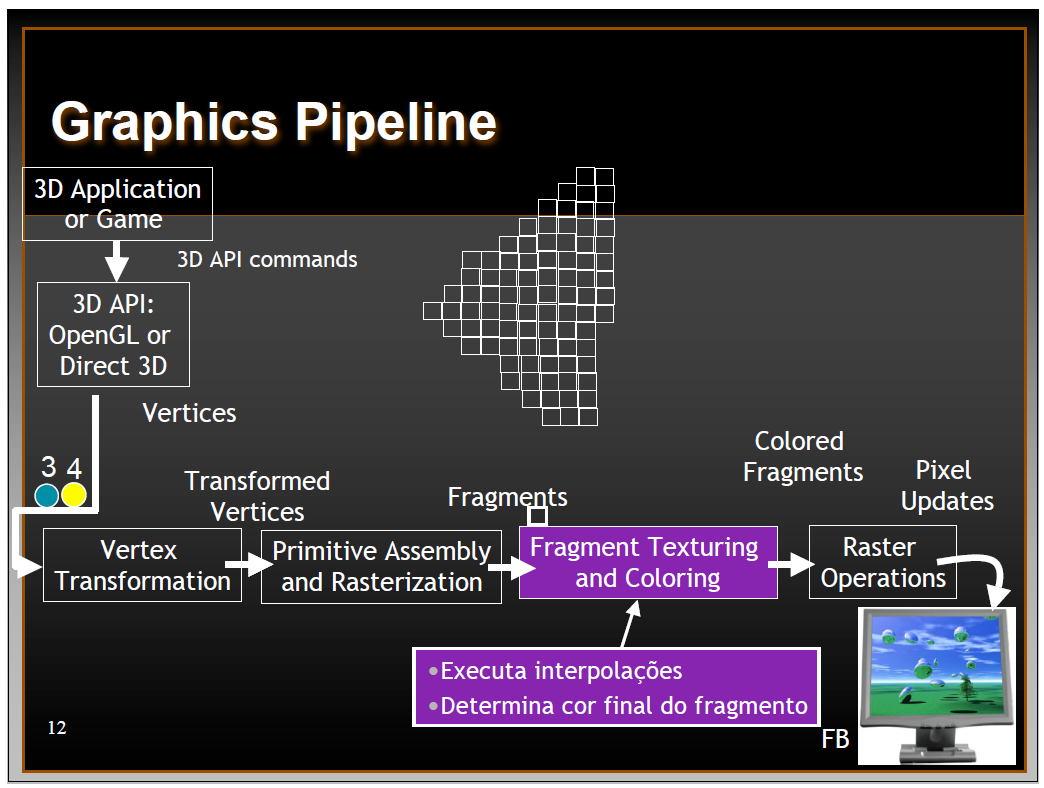 Graphics Pipeline
3D Application
or Game
3D API commands
3D API:
OpenGL or
Direct 3D
Vertices
3 4
Transformed
Vertices
Fragments
Colored
Fragments
Pixel
Updates
Vertex
Transformation
Primitive Assembly
and Rasterization
Fragment Texturing
and Coloring
Raster
Operations
•Executa interpolações
•Determina cor final do fragmento
12
FB